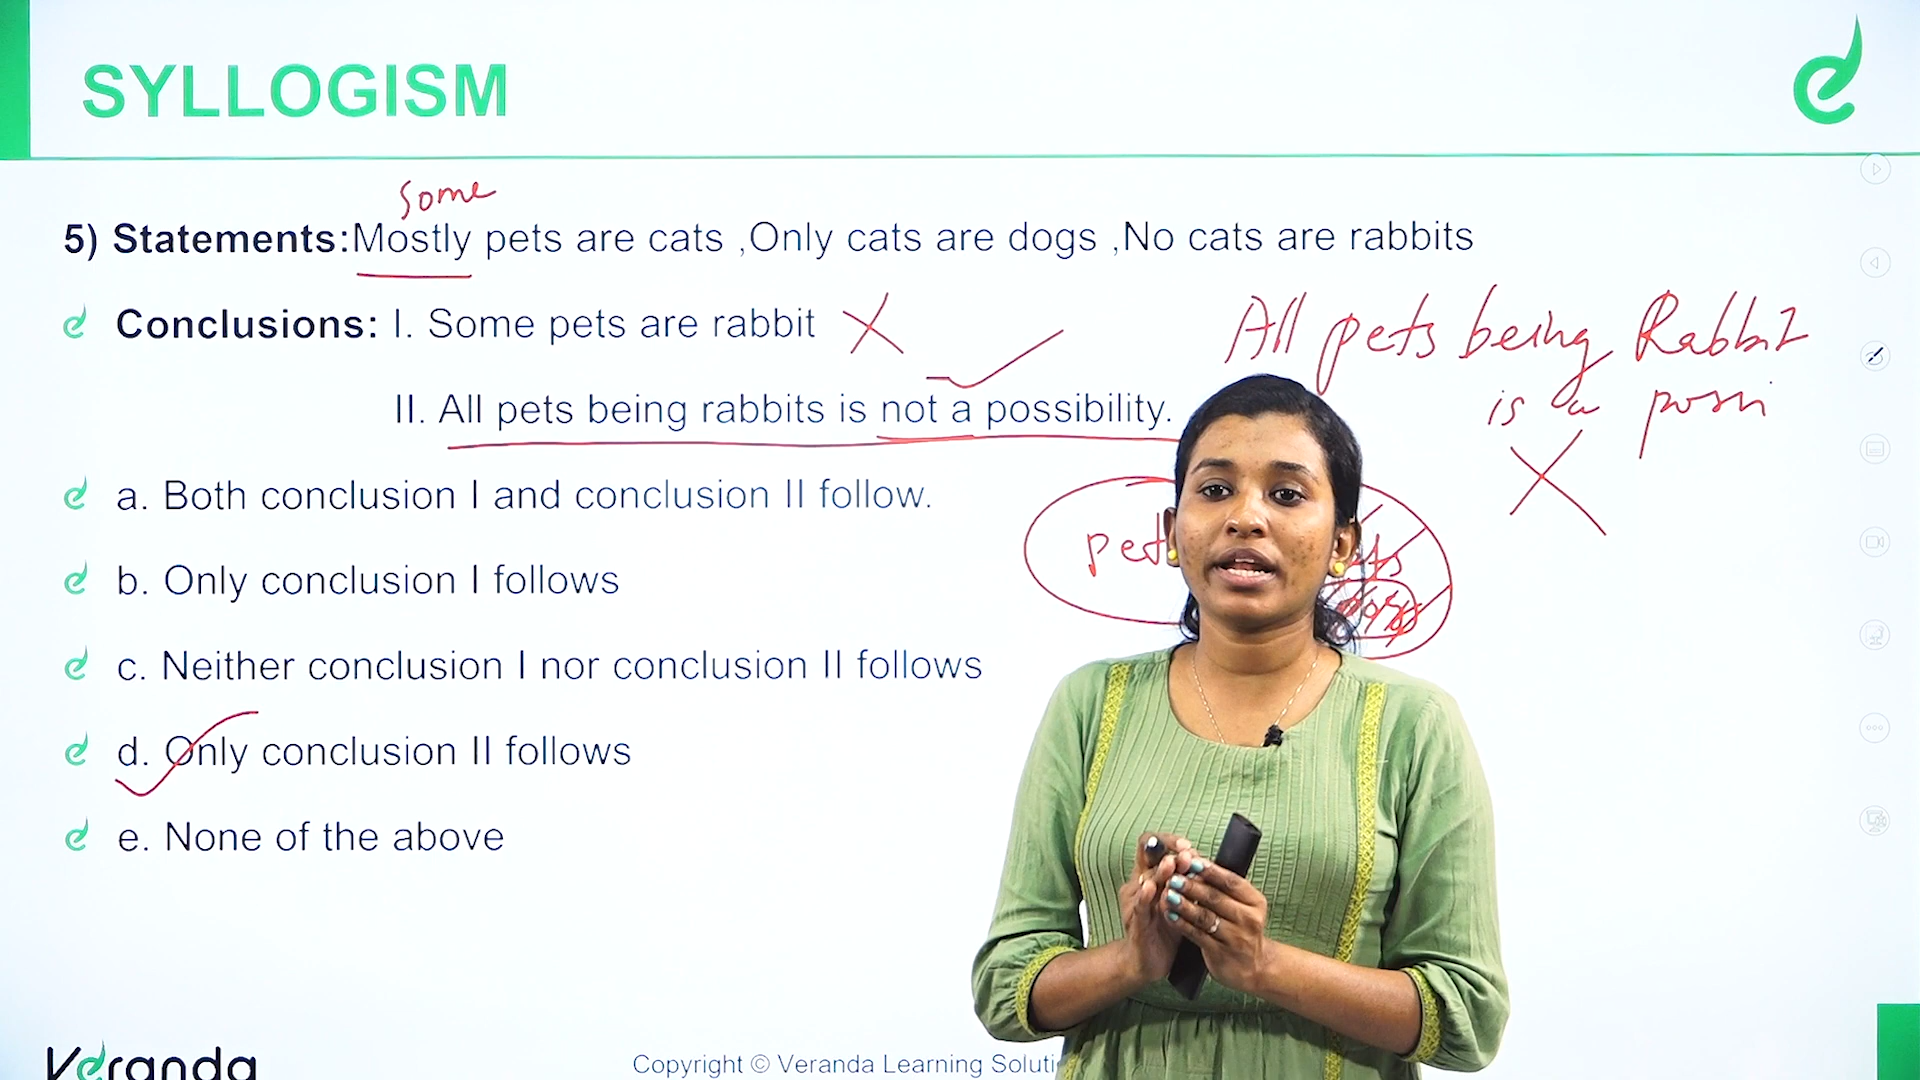 SYLLOGISM
some
5) Statements:Mostly pets are cats ,Only cats are dogs ,No cats are rabbits
Conclusions: I. Some pets are rabbit
All pets being Rabbit
is a possi
II. All pets being rabbits is not a possibility.
a. Both conclusion I and conclusion II follow.
pet
dogs
b. Only conclusion I follows
c. Neither conclusion I nor conclusion II follows
d. Only conclusion II follows
e. None of the above
Veranda
Copyright © Veranda Learning